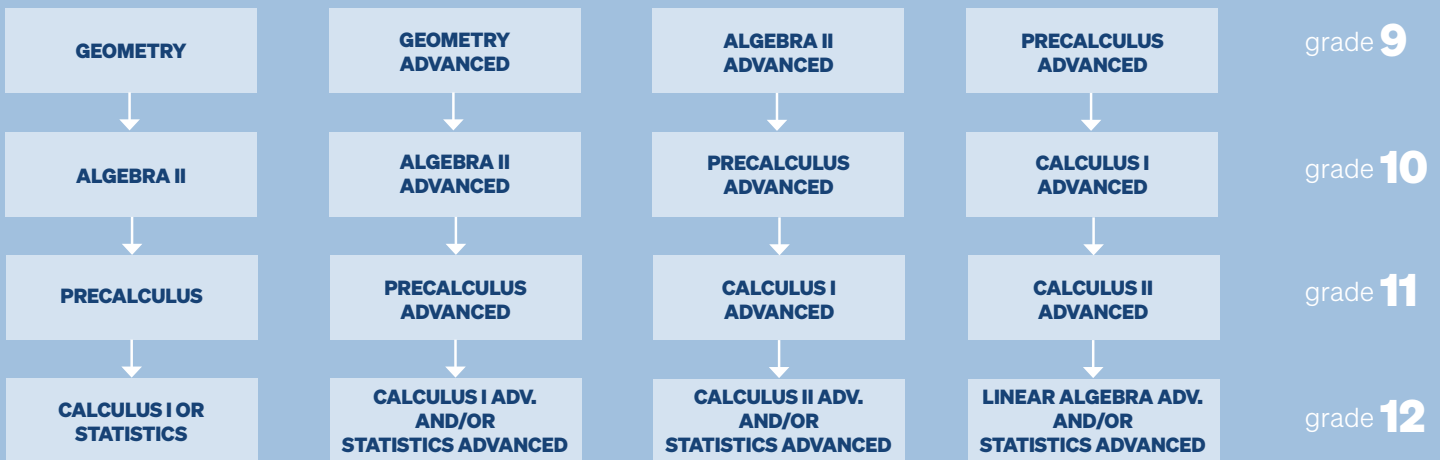 GEOMETRY
GEOMETRY
ADVANCED
ALGEBRA II
ADVANCED
PRECALCULUS
ADVANCED
grade 9
ALGEBRA II
ALGEBRA II
ADVANCED
PRECALCULUS
ADVANCED
CALCULUS I
ADVANCED
grade 10
PRECALCULUS
PRECALCULUS
ADVANCED
CALCULUS I
ADVANCED
CALCULUS II
ADVANCED
grade 11
CALCULUS I OR
STATISTICS
CALCULUS I ADV.
AND/OR
STATISTICS ADVANCED
CALCULUS II ADV.
AND/OR
STATISTICS ADVANCED
LINEAR ALGEBRA ADV.
AND/OR
STATISTICS ADVANCED
grade 12